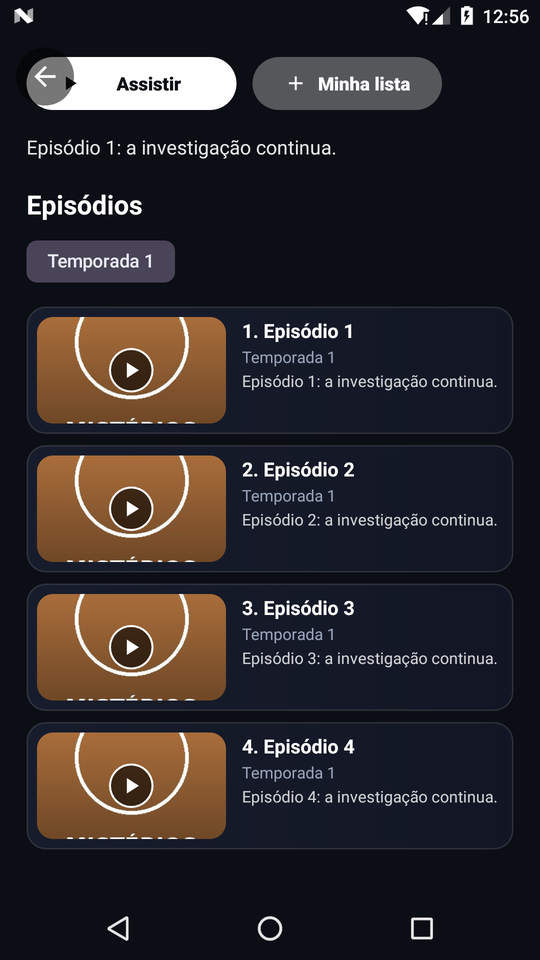 12:56
Assistir
Minha lista
Episódio 1: a investigação continua.
Episódios
Temporada 1
1. Episódio 1
Temporada 1
Episódio 1: a investigação continua.
2. Episódio 2
Temporada 1
Episódio 2: a investigação continua.
3. Episódio 3
Temporada 1
Episódio 3: a investigação continua.
4. Episódio 4
Temporada 1
Episódio 4: a investigação continua.